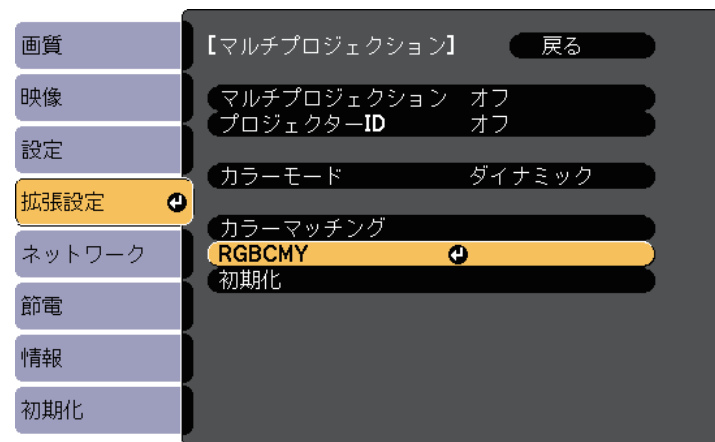 画質
映像
設定
拡張設定
ネットワーク
節電
情報
初期化
【マルチプロジェクション】 戻る
マルチプロジェクション オフ
プロジェクターID オフ
カラーモード ダイナミック
カラーマッチング
RGBCMY
初期化